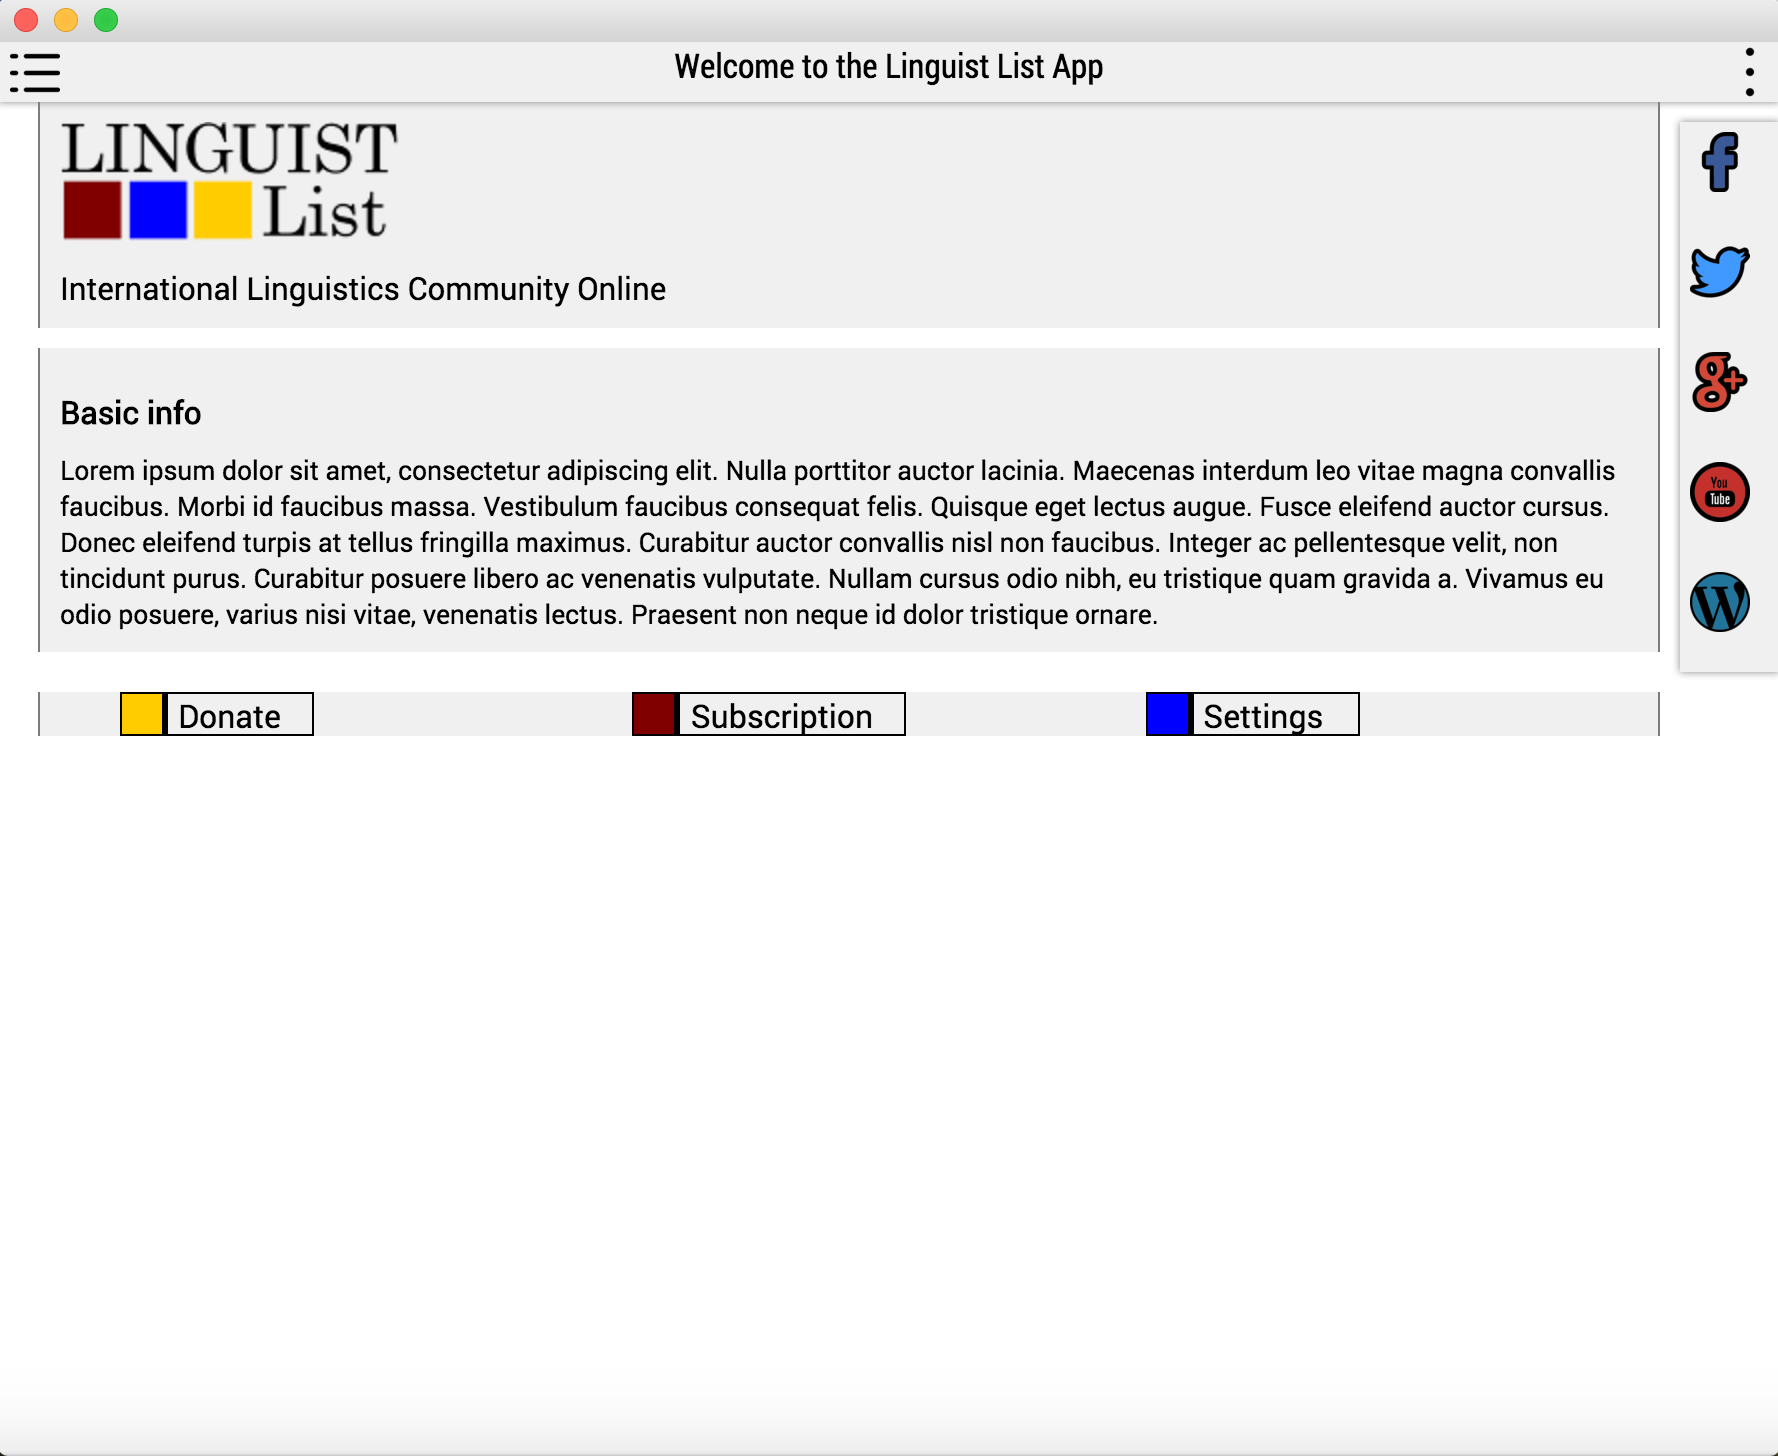 Welcome to the Linguist List App
LINGUIST
List
International Linguistics Community Online
Basic info
Lorem ipsum dolor sit amet, consectetur adipiscing elit. Nulla porttitor auctor lacinia. Maecenas interdum leo vitae magna convallis
faucibus. Morbi id faucibus massa. Vestibulum faucibus consequat felis. Quisque eget lectus augue. Fusce eleifend auctor cursus.
Donec eleifend turpis at tellus fringilla maximus. Curabitur auctor convallis nisl non faucibus. Integer ac pellentesque velit, non
tincidunt purus. Curabitur posuere libero ac venenatis vulputate. Nullam cursus odio nibh, eu tristique quam gravida a. Vivamus eu
odio posuere, varius nisi vitae, venenatis lectus. Praesent non neque id dolor tristique ornare.
Donate
Subscription
Settings
f
g+
You
Tube
W